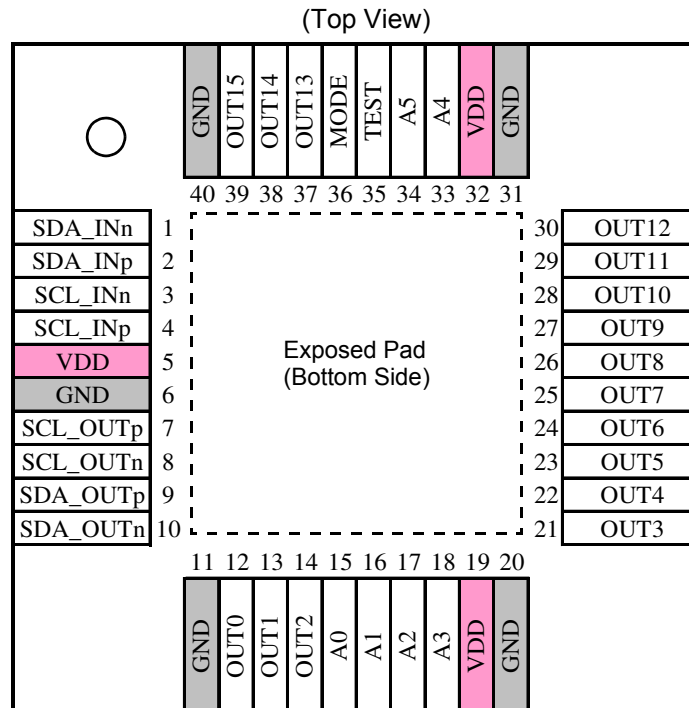 (Top View)
GND OUT15 OUT14 OUT13 MODE TEST A5 A4 VDD GND
40 39 38 37 36 35 34 33 32 31
SDA_INn 1
SDA_INp 2
SCL_INn 3
SCL_INp 4
VDD 5
GND 6
SCL_OUTp 7
SCL_OUTn 8
SDA_OUTp 9
SDA_OUTn 10
Exposed Pad
(Bottom Side)
30 OUT12
29 OUT11
28 OUT10
27 OUT9
26 OUT8
25 OUT7
24 OUT6
23 OUT5
22 OUT4
21 OUT3
11 12 13 14 15 16 17 18 19 20
GND OUT0 OUT1 OUT2 A0 A1 A2 A3 VDD GND